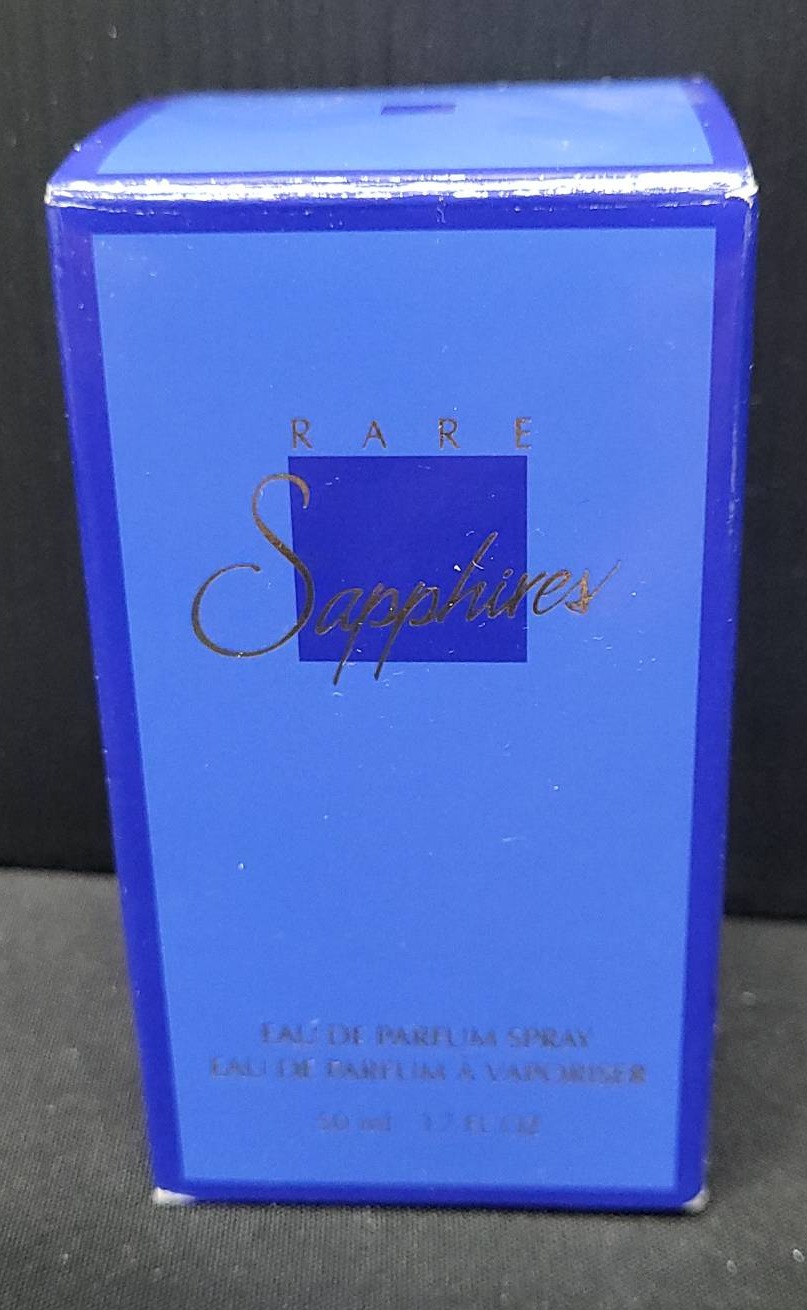 RARE
Sapphires
EAU DE PARFUM SPRAY
EAU DE PARFUM À VAPORISER
50 ml 1.7 FL OZ